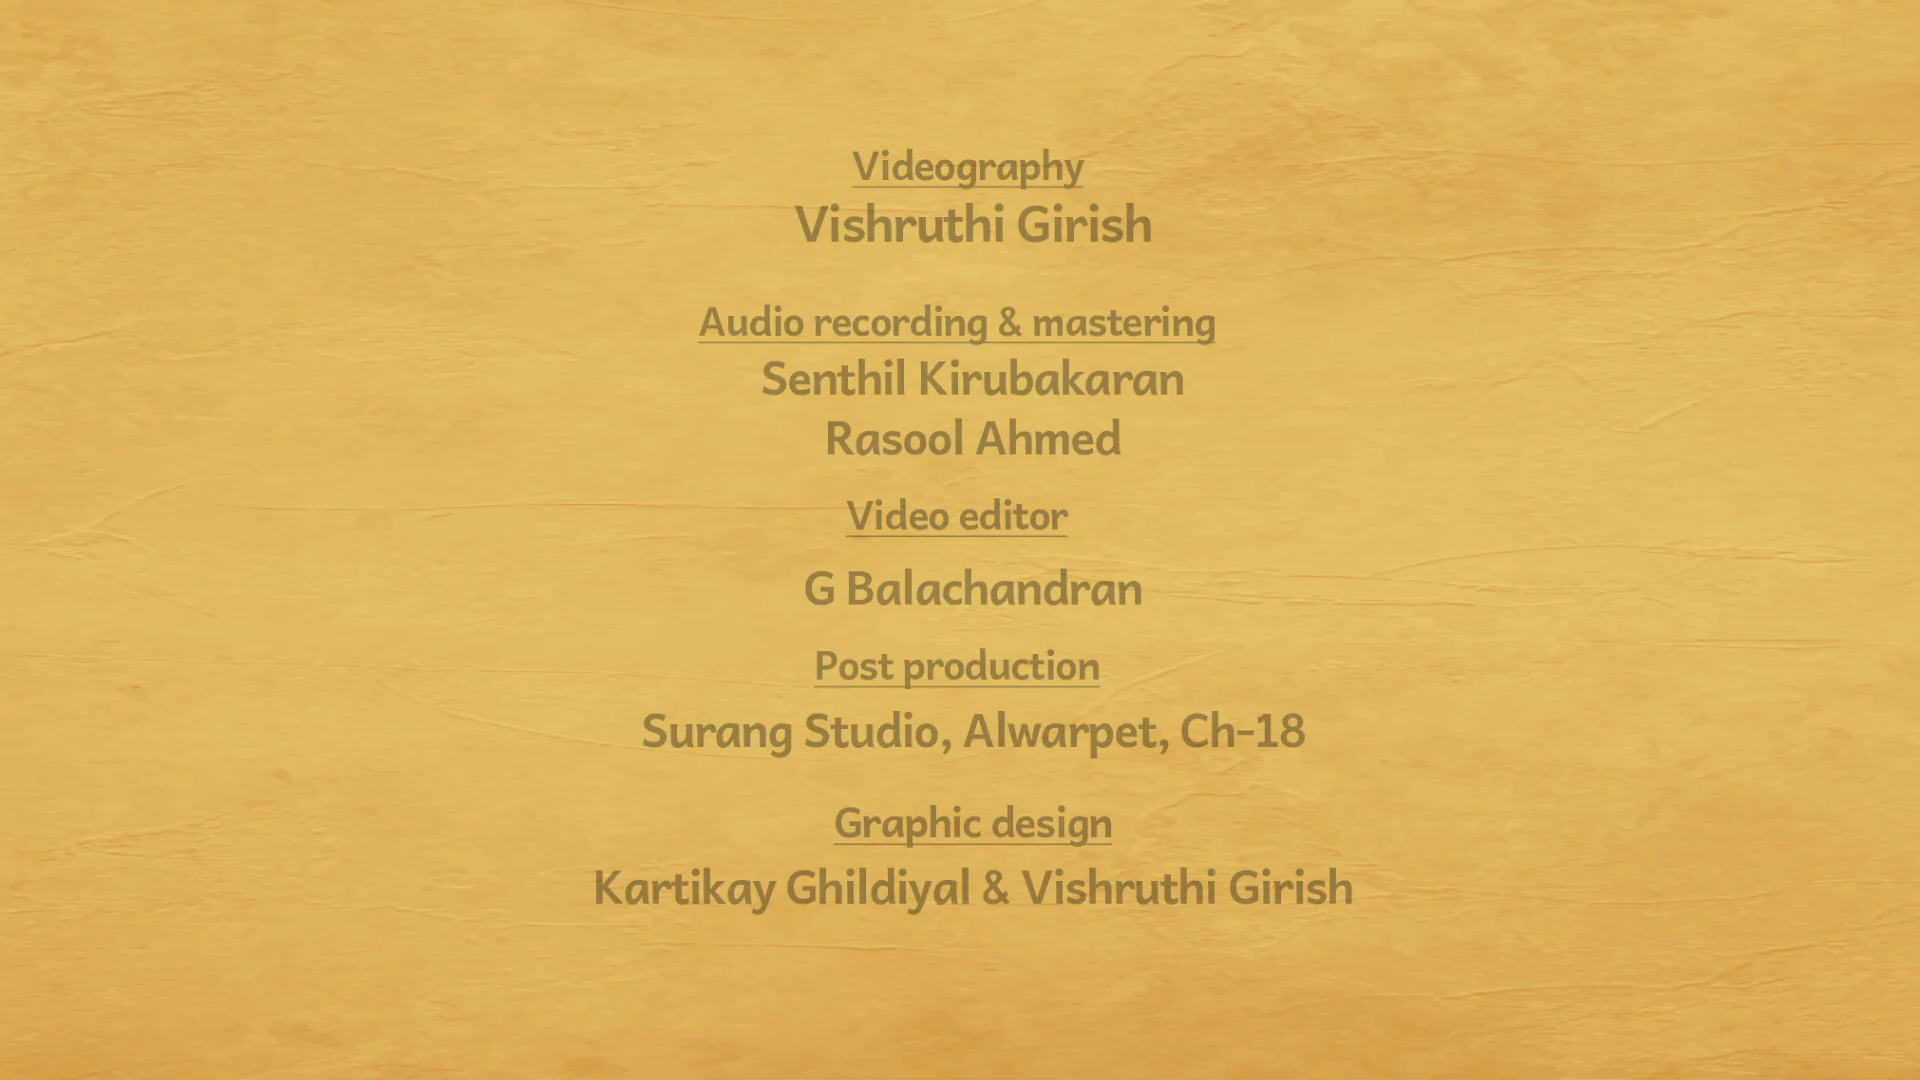 Videography
Vishruthi Girish
Audio recording & mastering
Senthil Kirubakaran
Rasool Ahmed
Video editor
G Balachandran
Post production
Surang Studio, Alwarpet, Ch-18
Graphic design
Kartikay Ghildiyal & Vishruthi Girish